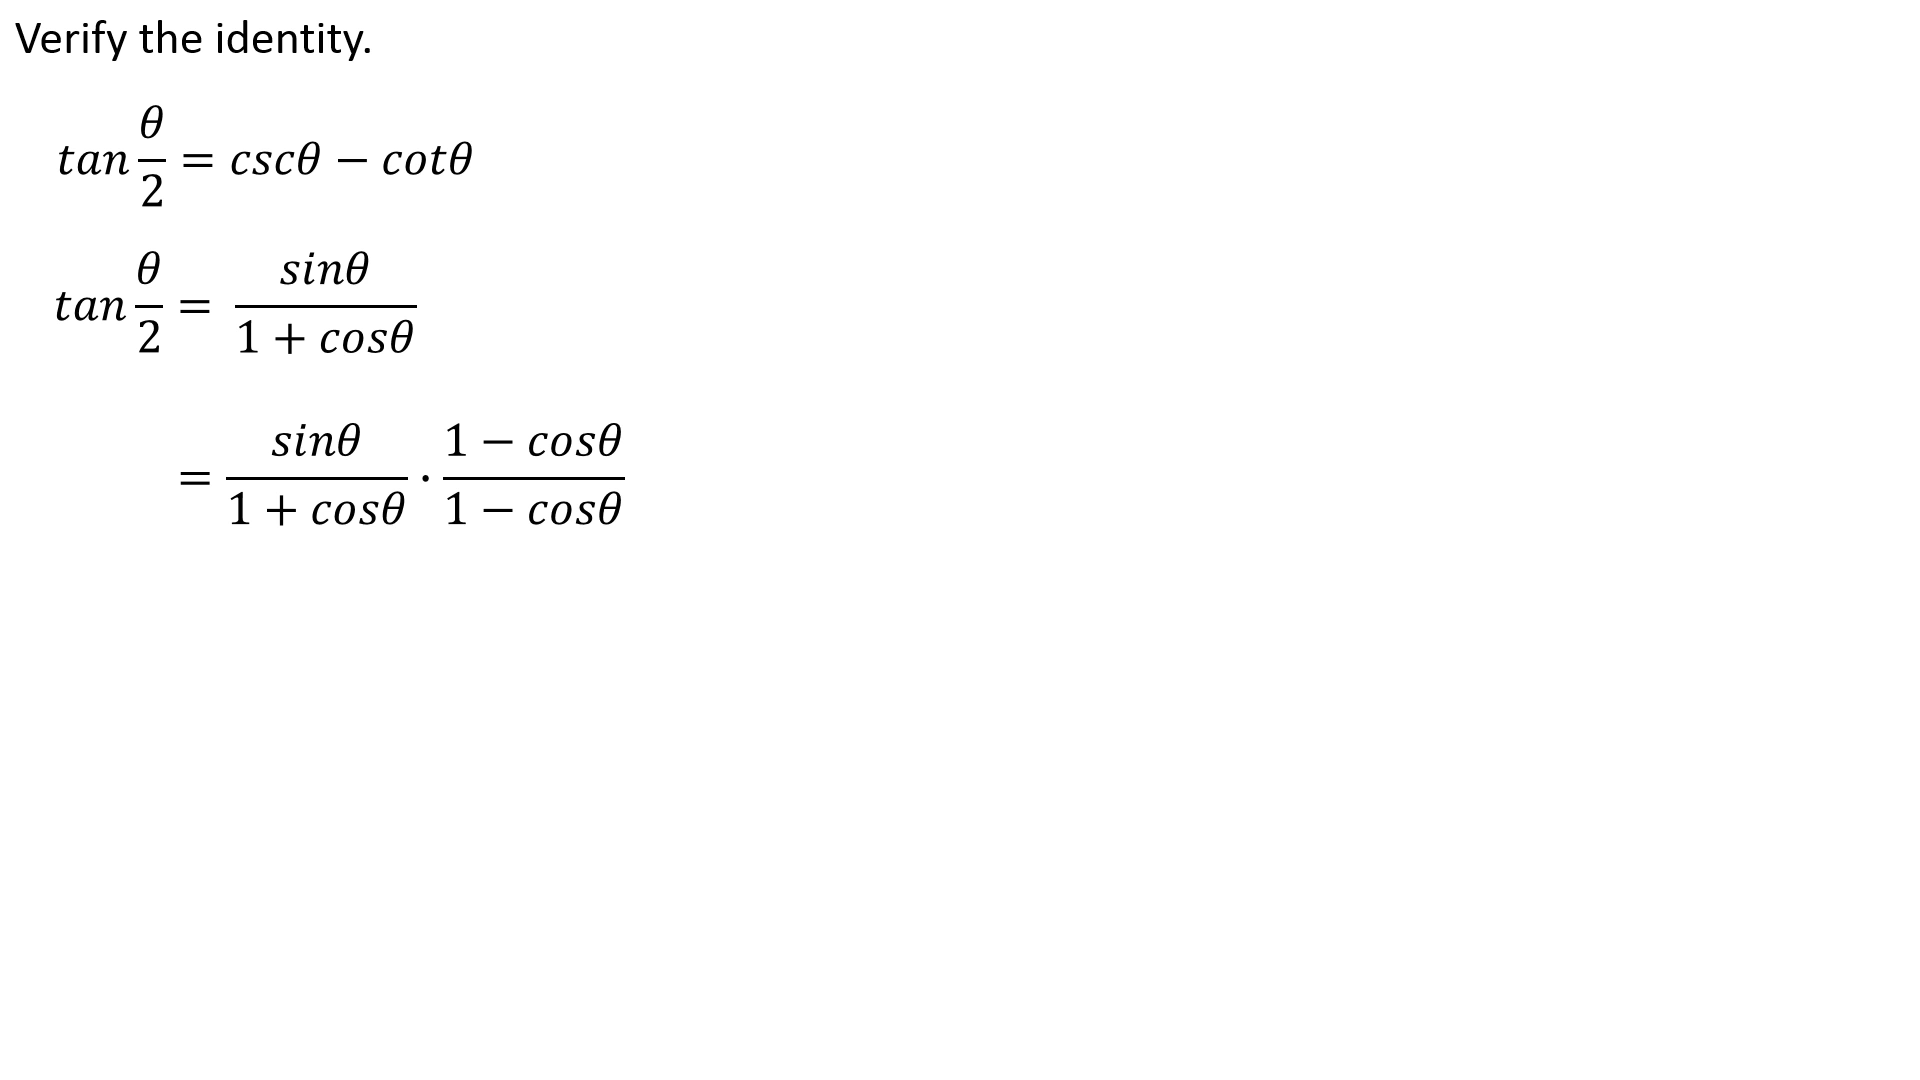 Verify the identity.
tan θ/2 = cscθ − cotθ
tan θ/2 = sinθ/(1 + cosθ)
= sinθ/(1 + cosθ) · (1 − cosθ)/(1 − cosθ)